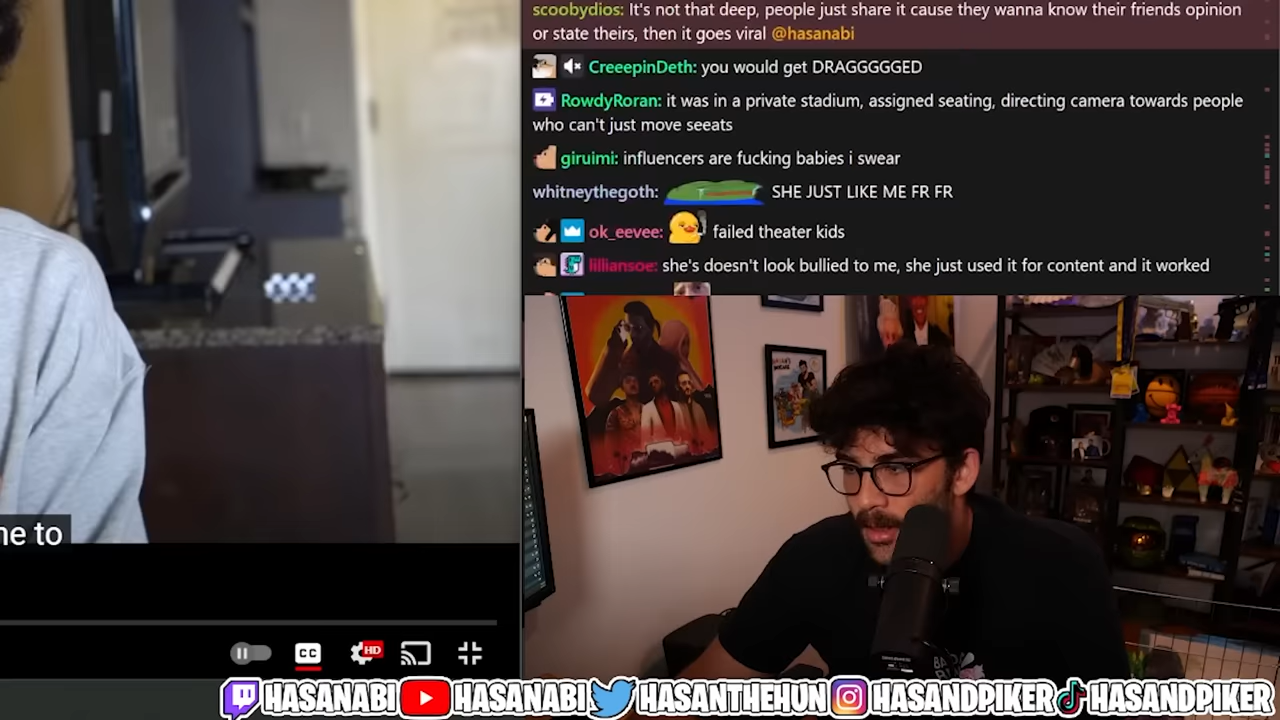 scoobydios: It's not that deep, people just share it cause they wanna know their friends opinion
or state theirs, then it goes viral @hasanabi
CreeepinDeth: you would get DRAGGGGGED
RowdyRoran: it was in a private stadium, assigned seating, directing camera towards people
who can't just move seeats
giruimi: influencers are fucking babies i swear
whitneythegoth: SHE JUST LIKE ME FR FR
ok_eevee: failed theater kids
lilliansoe: she's doesn't look bullied to me, she just used it for content and it worked
ne to
CC
HD
HASANABI HASANABI HASANTHEHUN HASANDPIKER HASANDPIKER